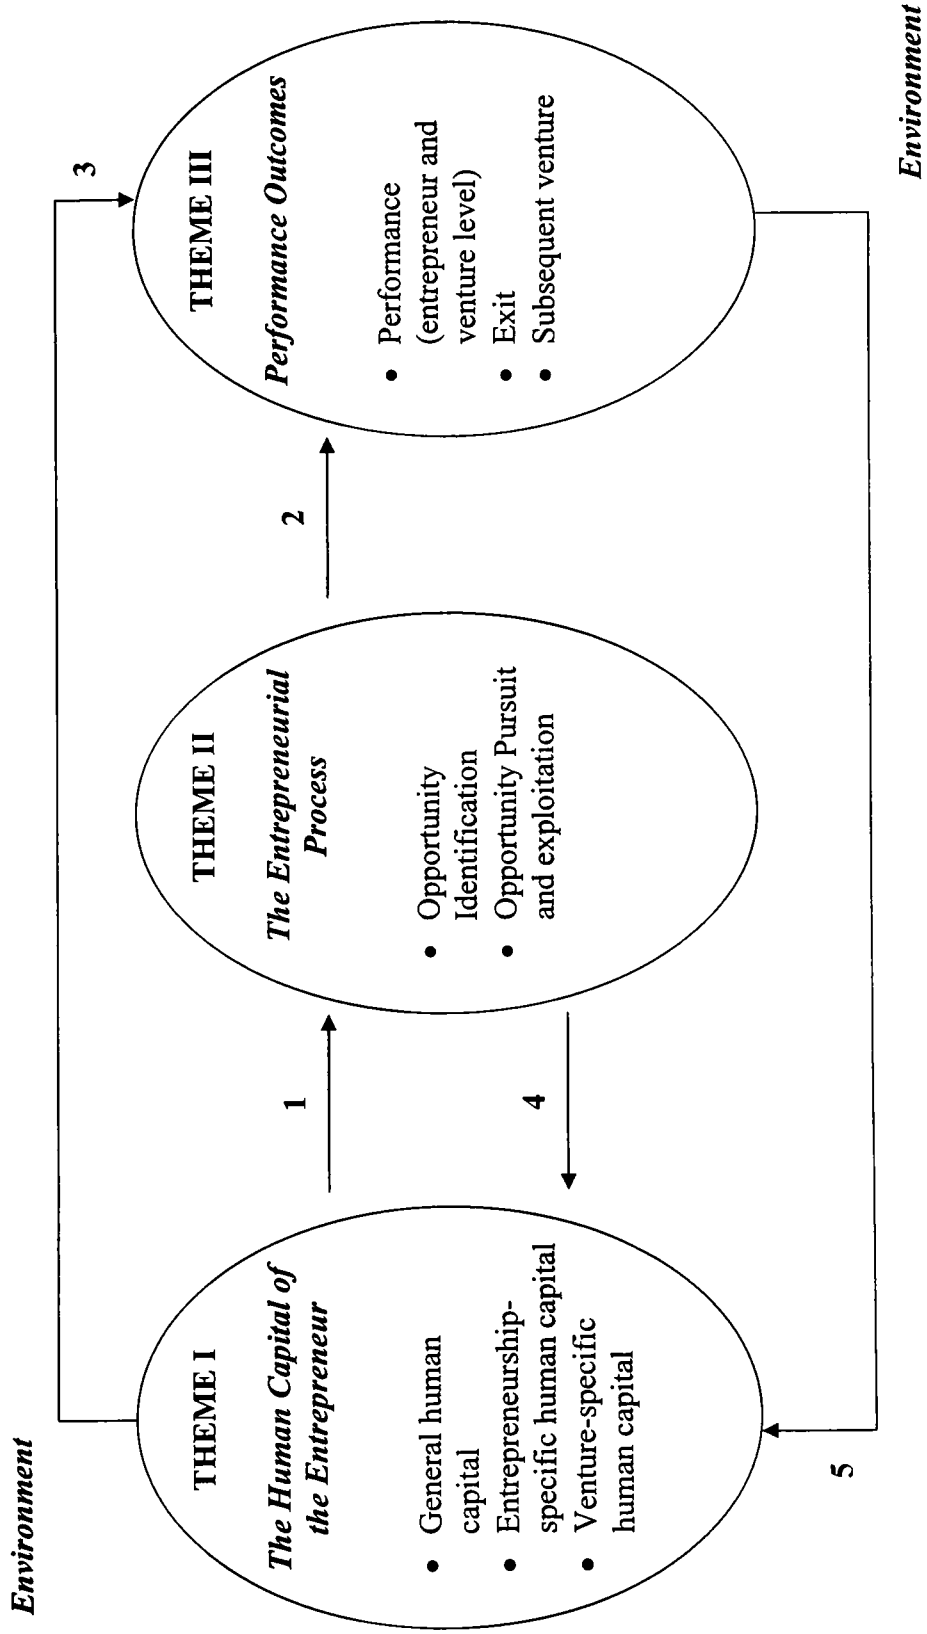 Environment
3
THEME I
The Human Capital of
the Entrepreneur
• General human
capital
• Entrepreneurship-
specific human capital
• Venture-specific
human capital
1
4
THEME II
The Entrepreneurial
Process
• Opportunity
Identification
• Opportunity Pursuit
and exploitation
2
THEME III
Performance Outcomes
• Performance
(entrepreneur and
venture level)
• Exit
• Subsequent venture
5
Environment